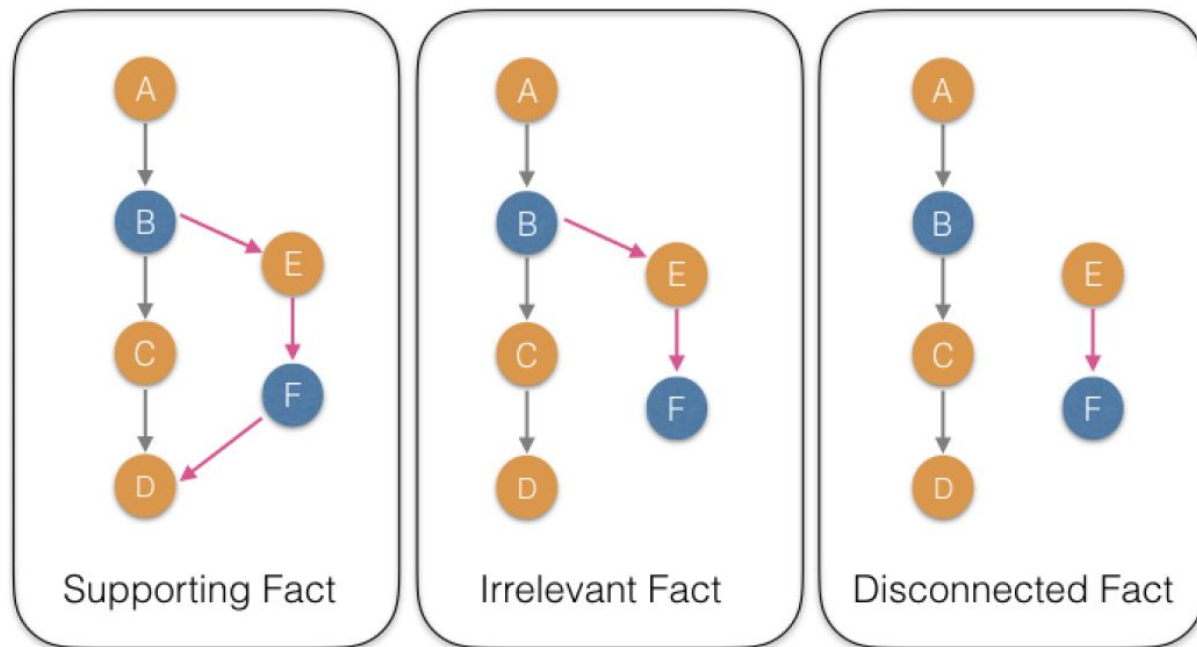 A
B
E
C
F
D
Supporting Fact
A
B
E
C
F
D
Irrelevant Fact
A
B
E
C
F
D
Disconnected Fact